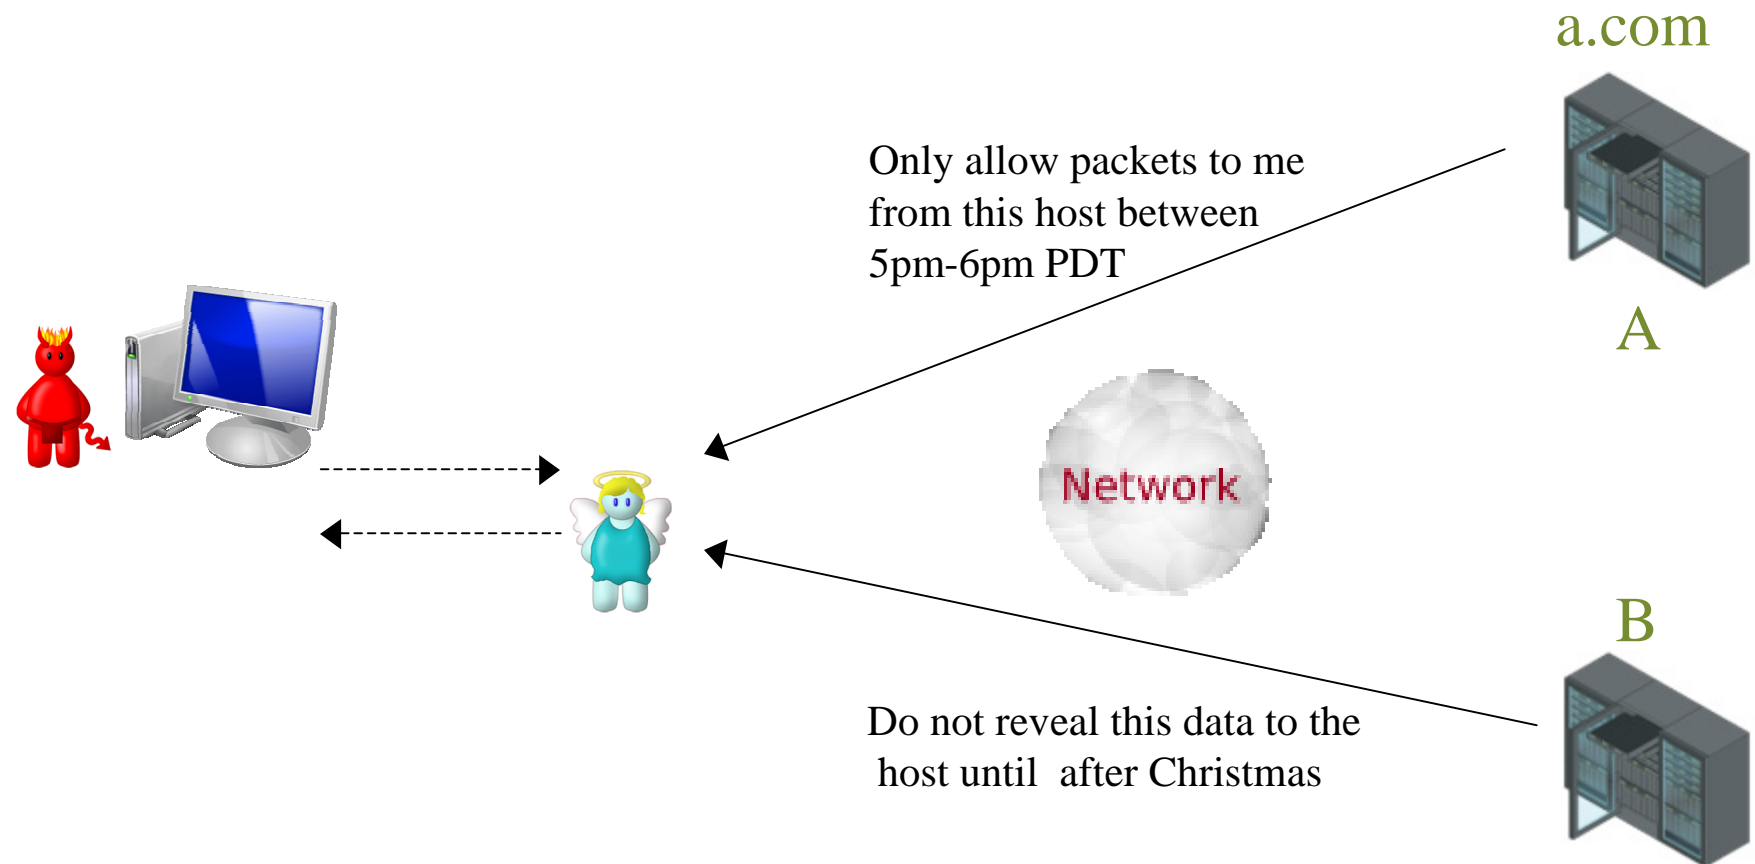 a.com
Only allow packets to me
from this host between
5pm-6pm PDT
A
Network
B
Do not reveal this data to the
host until after Christmas